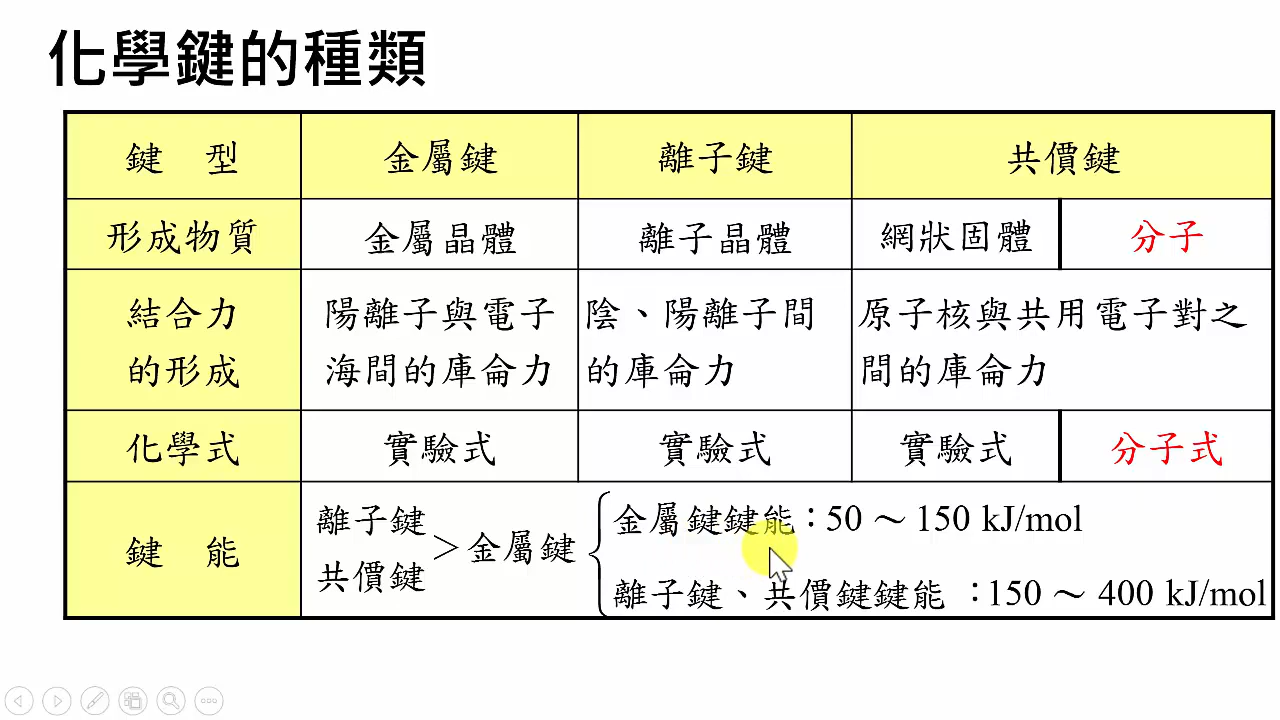 化學鍵的種類
鍵 型 金屬鍵 離子鍵 共價鍵
形成物質 金屬晶體 離子晶體 網狀固體 分子
結合力 陽離子與電子 陰、陽離子間 原子核與共用電子對之
的形成 海間的庫侖力 的庫侖力 間的庫侖力
化學式 實驗式 實驗式 實驗式 分子式
離子鍵 金屬鍵鍵能:50 ~ 150 kJ/mol
鍵 能 > 金屬鍵
共價鍵 離子鍵、共價鍵鍵能 :150 ~ 400 kJ/mol